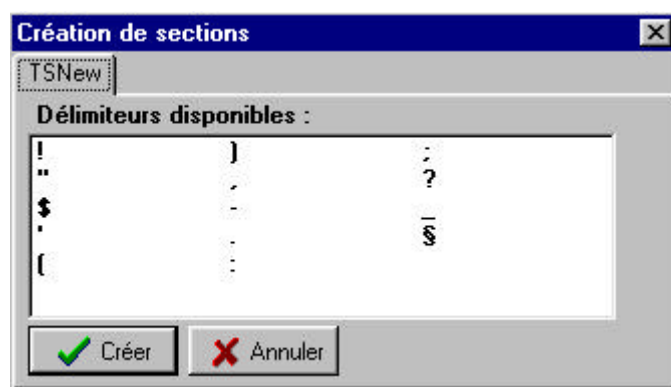 Création de sections
TSNew
Délimiteurs disponibles :
! ) ;
" , ?
$ - _
' . §
( :
Créer Annuler